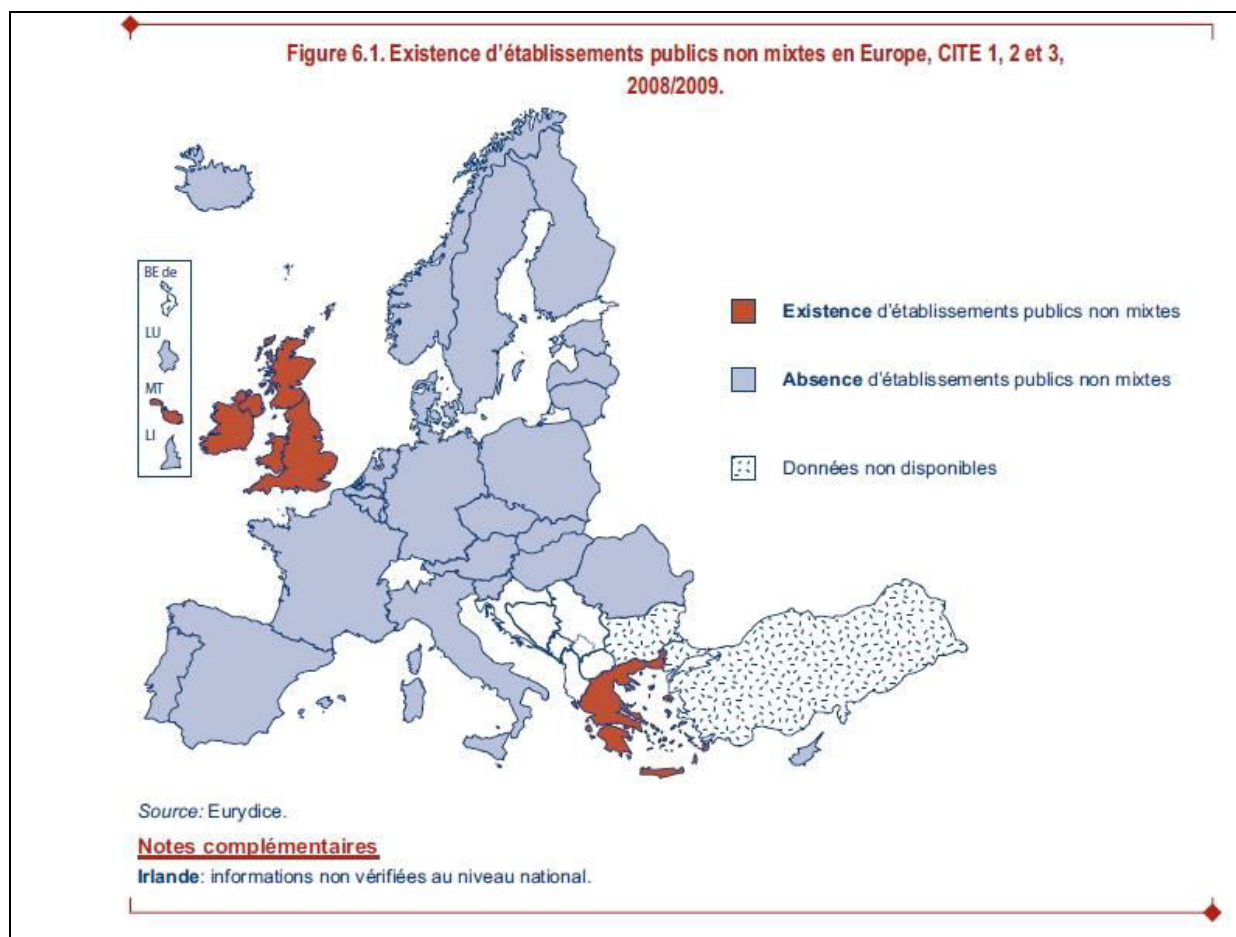 Figure 6.1. Existence d'établissements publics non mixtes en Europe, CITE 1, 2 et 3,
2008/2009.
BE de
LU
MT
LI
Existence d'établissements publics non mixtes
Absence d'établissements publics non mixtes
Données non disponibles
Source: Eurydice.
Notes complémentaires
Irlande: informations non vérifiées au niveau national.